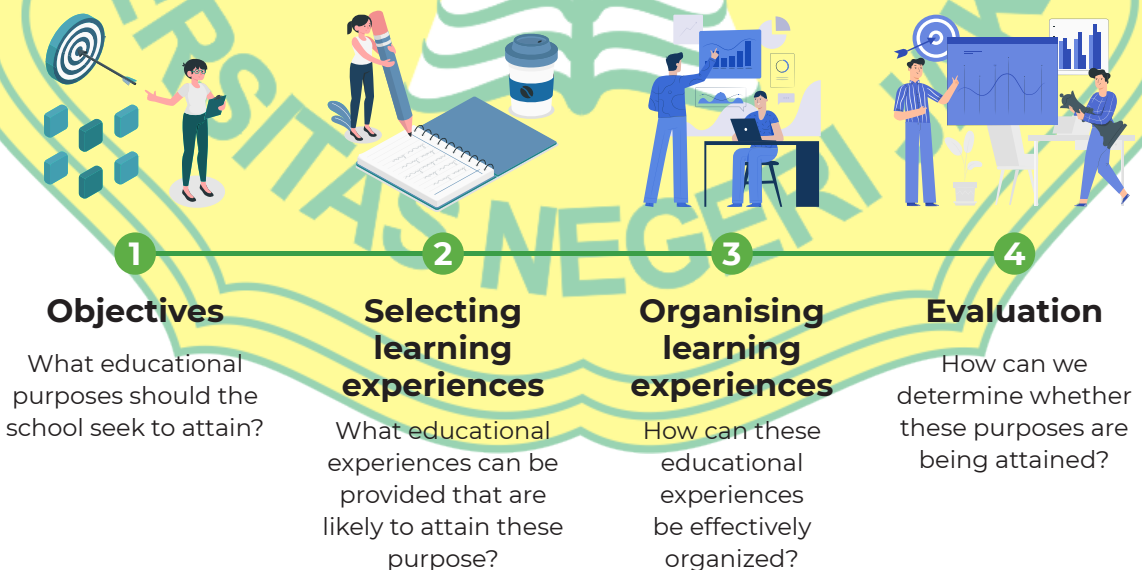 ERSITAS NEGERI
1
2
3
4
Objectives
What educational
purposes should the
school seek to attain?
Selecting
learning
experiences
What educational
experiences can be
provided that are
likely to attain these
purpose?
Organising
learning
experiences
How can these
educational
experiences
be effectively
organized?
Evaluation
How can we
determine whether
these purposes are
being attained?